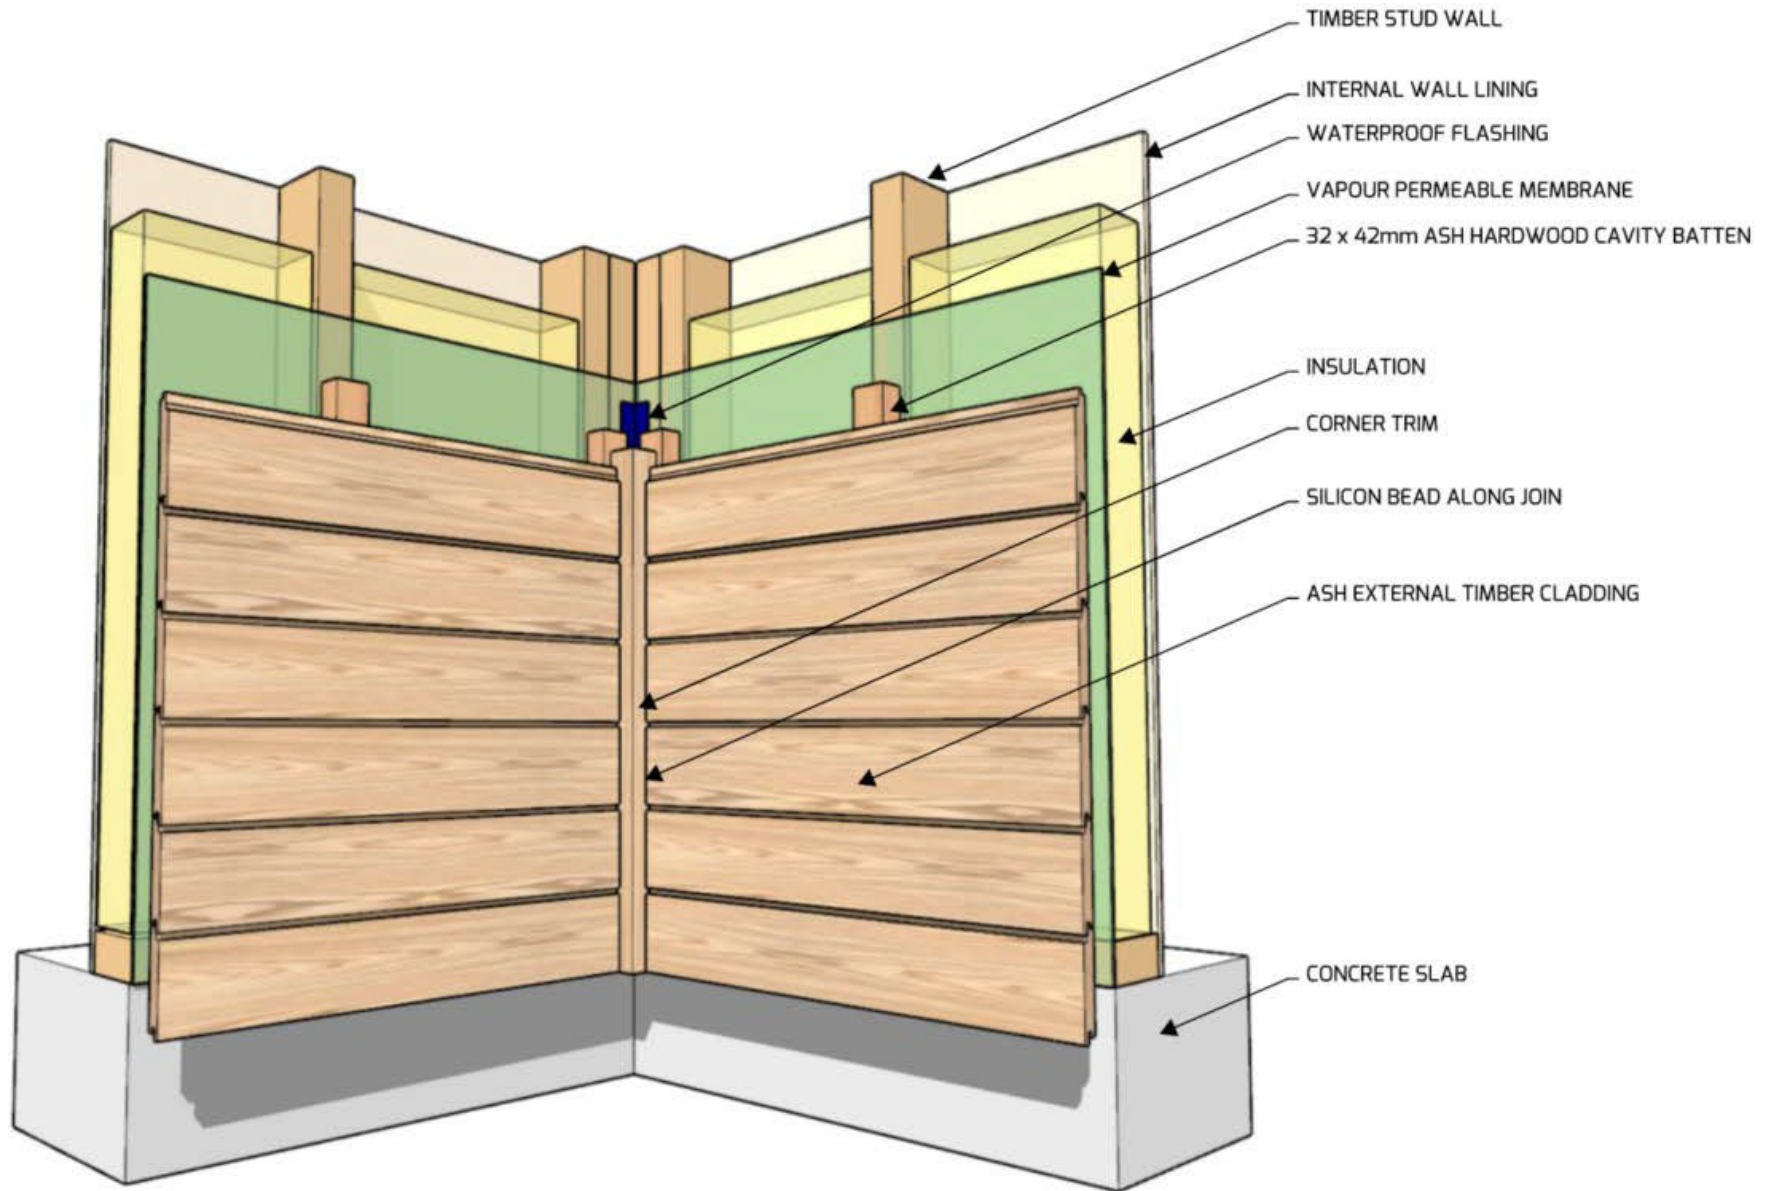 TIMBER STUD WALL
INTERNAL WALL LINING
WATERPROOF FLASHING
VAPOUR PERMEABLE MEMBRANE
32 x 42mm ASH HARDWOOD CAVITY BATTEN
INSULATION
CORNER TRIM
SILICON BEAD ALONG JOIN
ASH EXTERNAL TIMBER CLADDING
CONCRETE SLAB